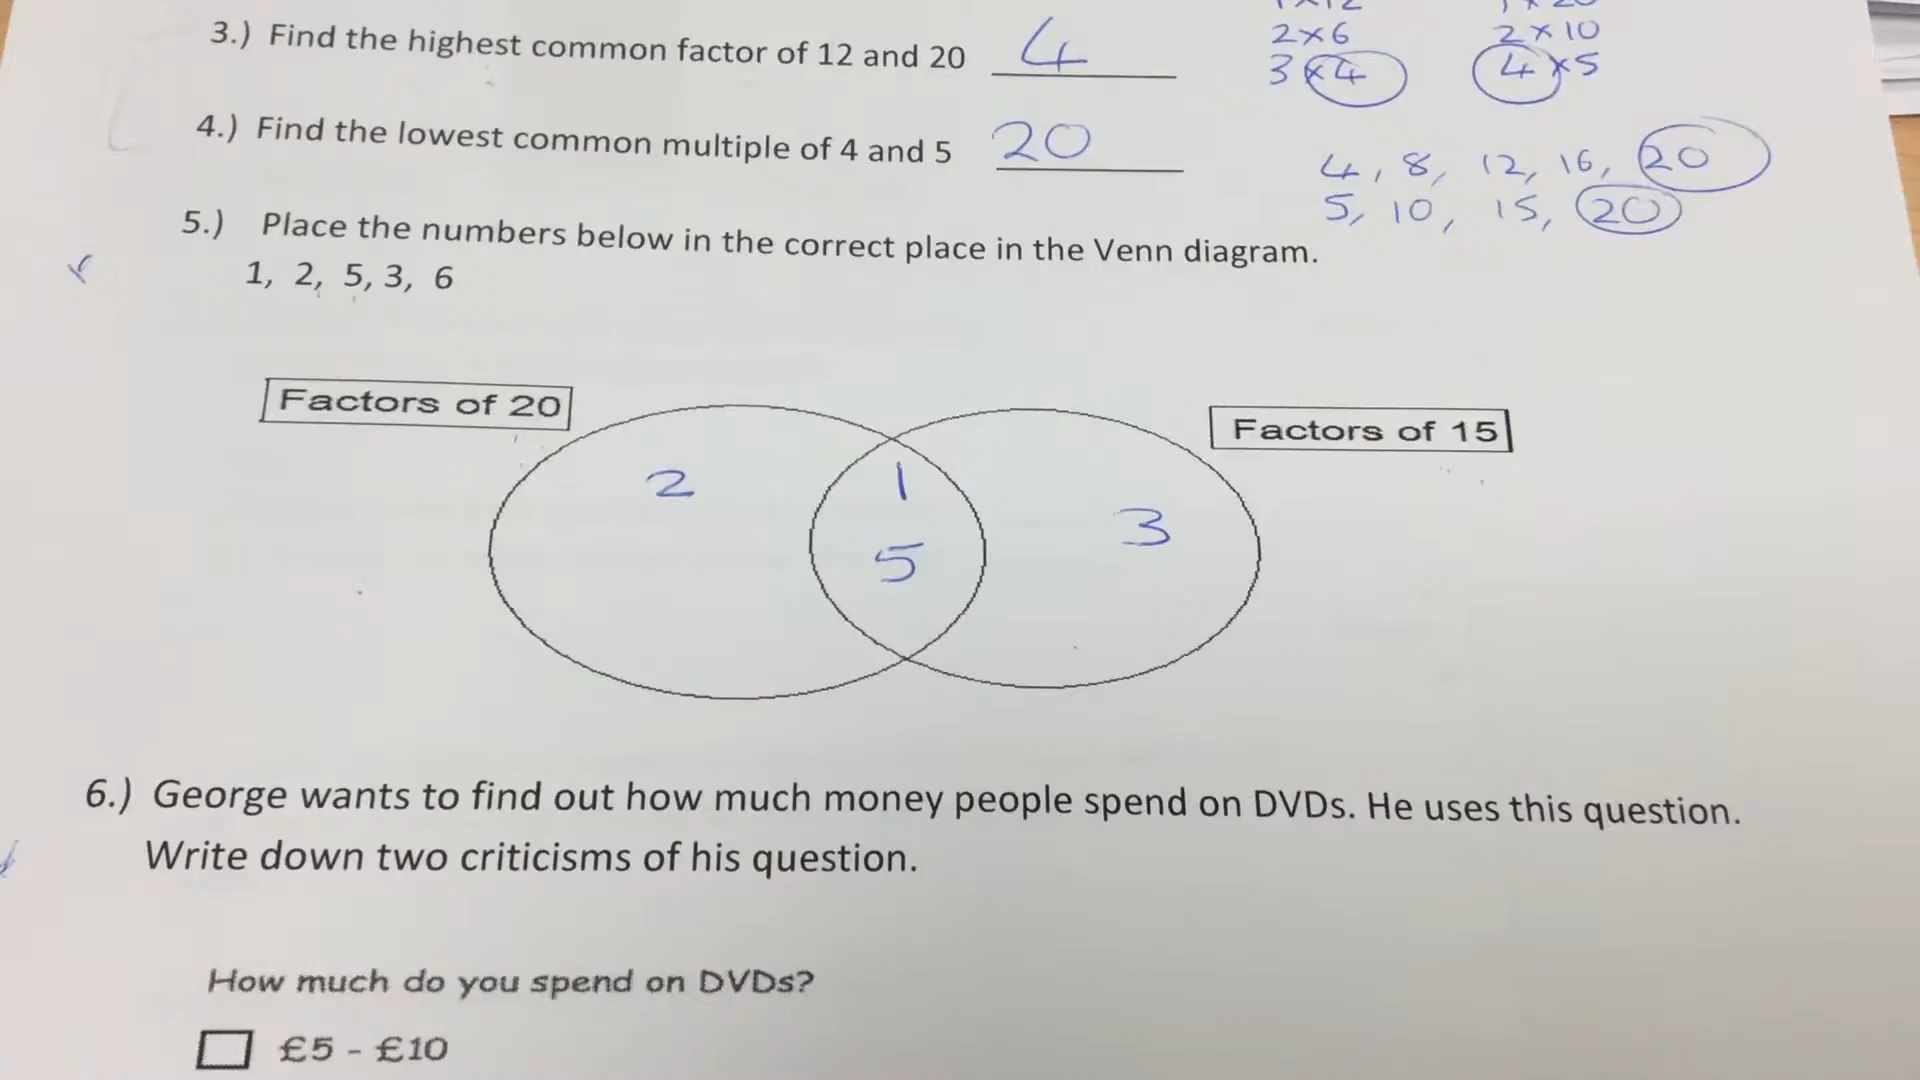 3.) Find the highest common factor of 12 and 20 4
2x6 2x10
3x4 4x5
4.) Find the lowest common multiple of 4 and 5 20
4, 8, 12, 16, 20
5, 10, 15, 20
5.) Place the numbers below in the correct place in the Venn diagram.
1, 2, 5, 3, 6
Factors of 20
Factors of 15
2
1
5
3
6.) George wants to find out how much money people spend on DVDs. He uses this question.
Write down two criticisms of his question.
How much do you spend on DVDs?
£5 - £10